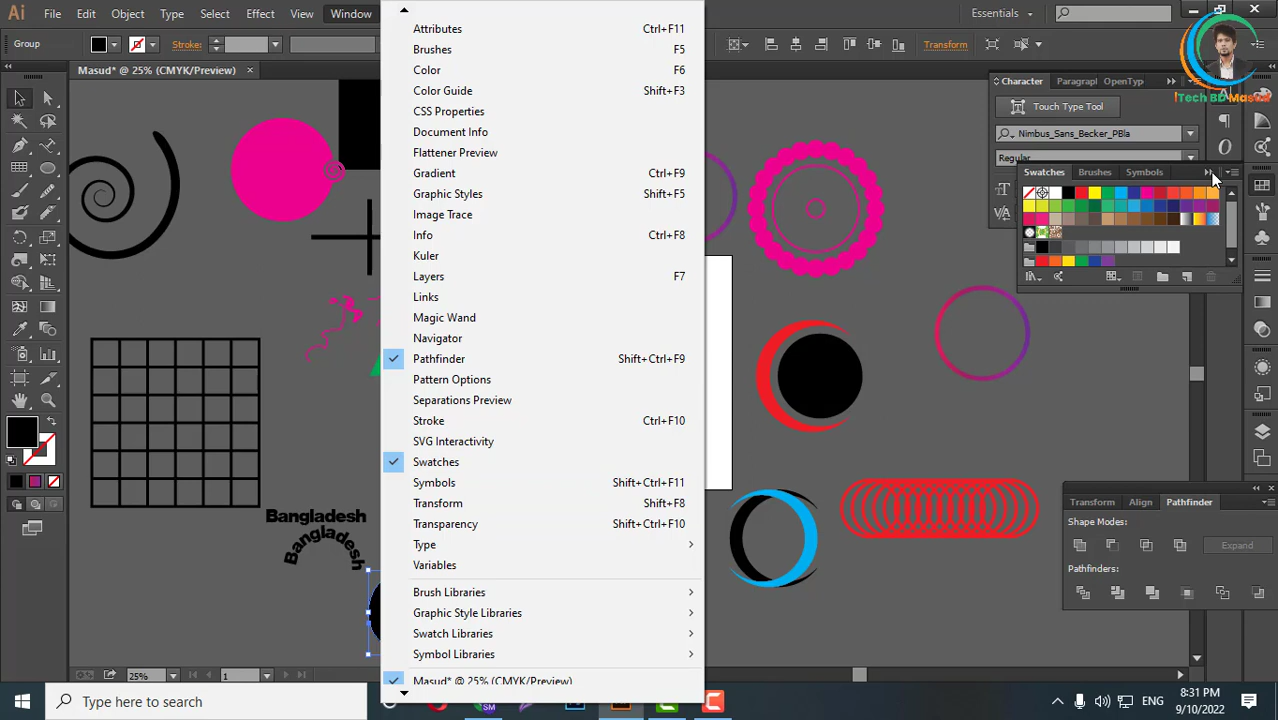 Ai File Edit Object Type Select Effect View Window
Essentials
Group
Stroke:
Transform
Masud* @ 25% (CMYK/Preview) ×
Attributes Ctrl+F11
Brushes F5
Color F6
Color Guide Shift+F3
CSS Properties
Document Info
Flattener Preview
Gradient Ctrl+F9
Graphic Styles Shift+F5
Image Trace
Info Ctrl+F8
Kuler
Layers F7
Links
Magic Wand
Navigator
Pathfinder Shift+Ctrl+F9
Pattern Options
Separations Preview
Stroke Ctrl+F10
SVG Interactivity
Swatches
Symbols Shift+Ctrl+F11
Transform Shift+F8
Transparency Shift+Ctrl+F10
Type
Variables
Brush Libraries
Graphic Style Libraries
Swatch Libraries
Symbol Libraries
Masud* @ 25% (CMYK/Preview)
Character Paragraph OpenTyp
iTech BD Masud
Touch Type Tool
Nimbus_Sans_Becker_PBla
Regular
Swatches Brushes Symbols
Transform Align Pathfinder
Shape Modes:
Expand
Pathfinders:
Bangladesh
Bangladesh
25% 1
Type here to search
ENG
8:31 PM
9/10/2022